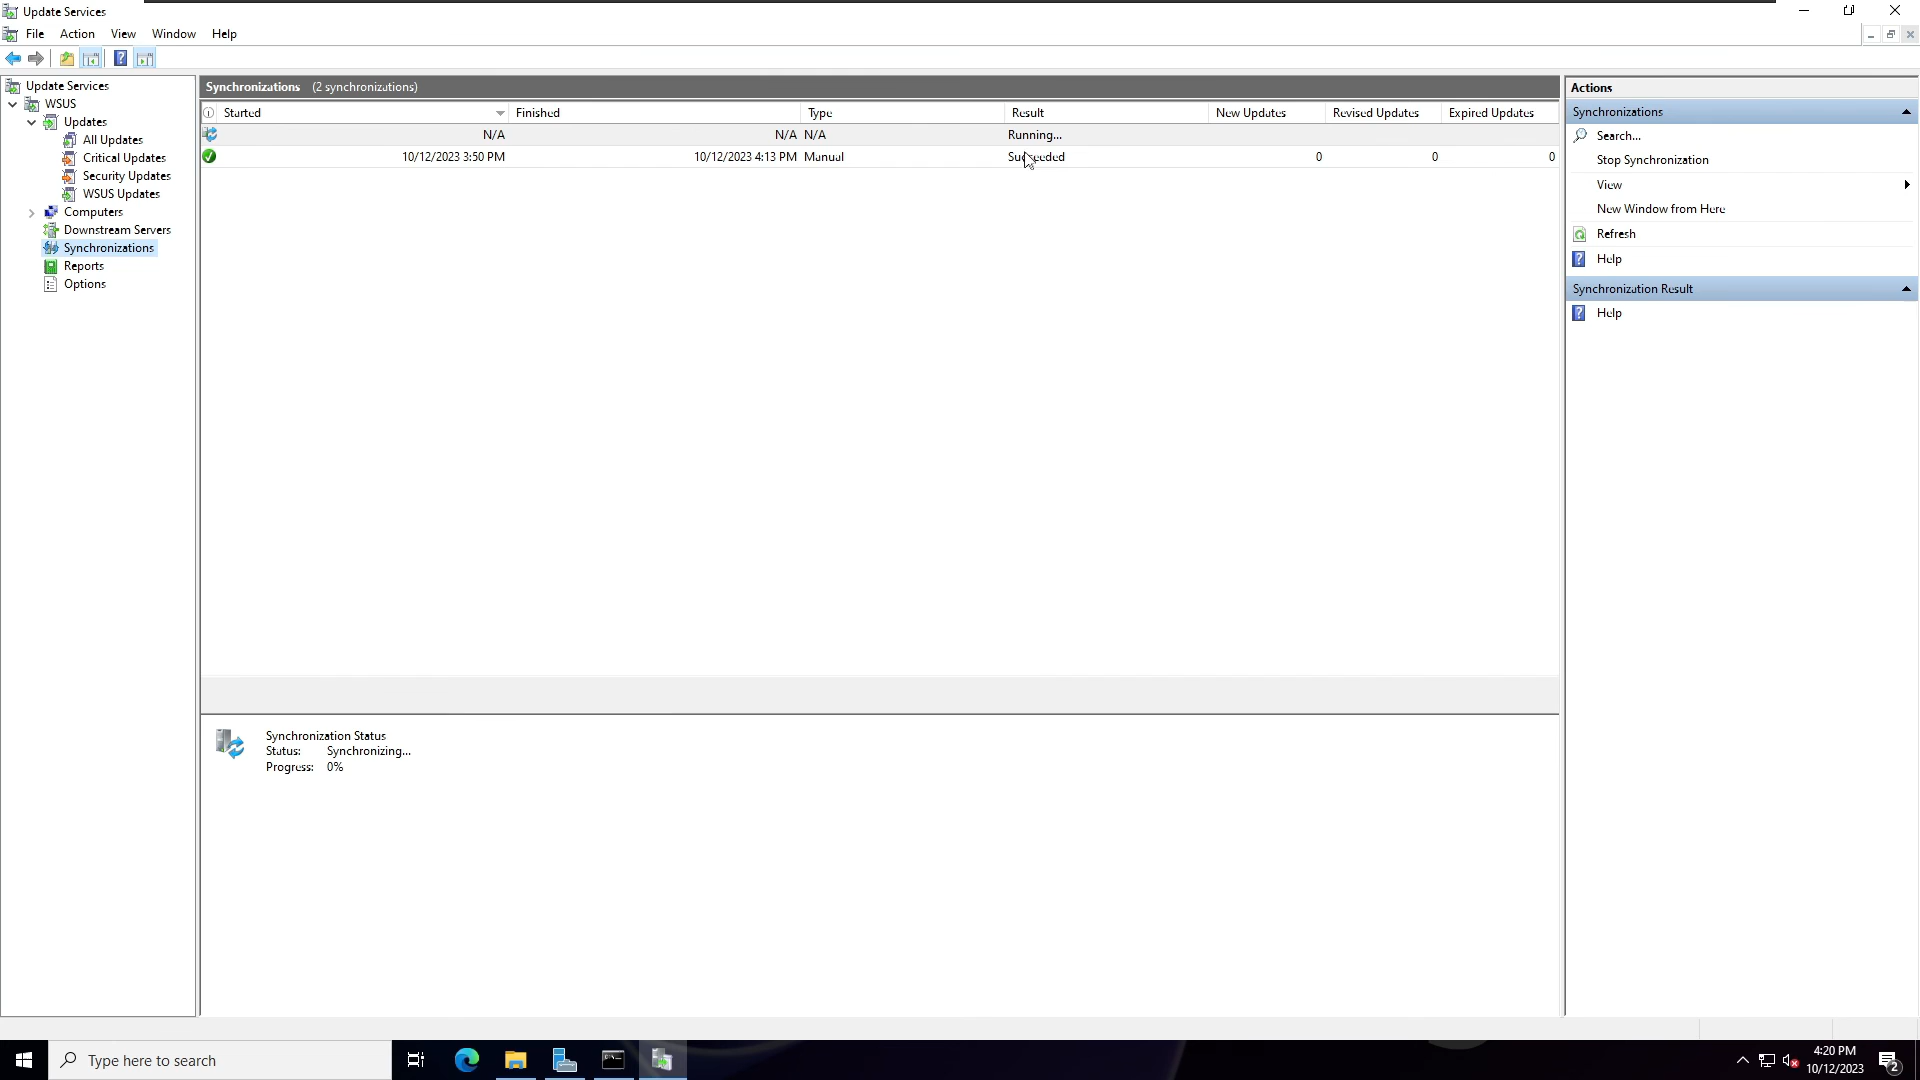 Update Services
File Action View Window Help
Update Services
WSUS
Updates
All Updates
Critical Updates
Security Updates
WSUS Updates
Computers
Downstream Servers
Synchronizations
Reports
Options
Synchronizations (2 synchronizations)
Started Finished Type Result New Updates Revised Updates Expired Updates
N/A N/A N/A Running...
10/12/2023 3:50 PM 10/12/2023 4:13 PM Manual Succeeded 0 0 0
Synchronization Status
Status: Synchronizing...
Progress: 0%
Actions
Synchronizations
Search...
Stop Synchronization
View
New Window from Here
Refresh
Help
Synchronization Result
Help
Type here to search
4:20 PM
10/12/2023
2